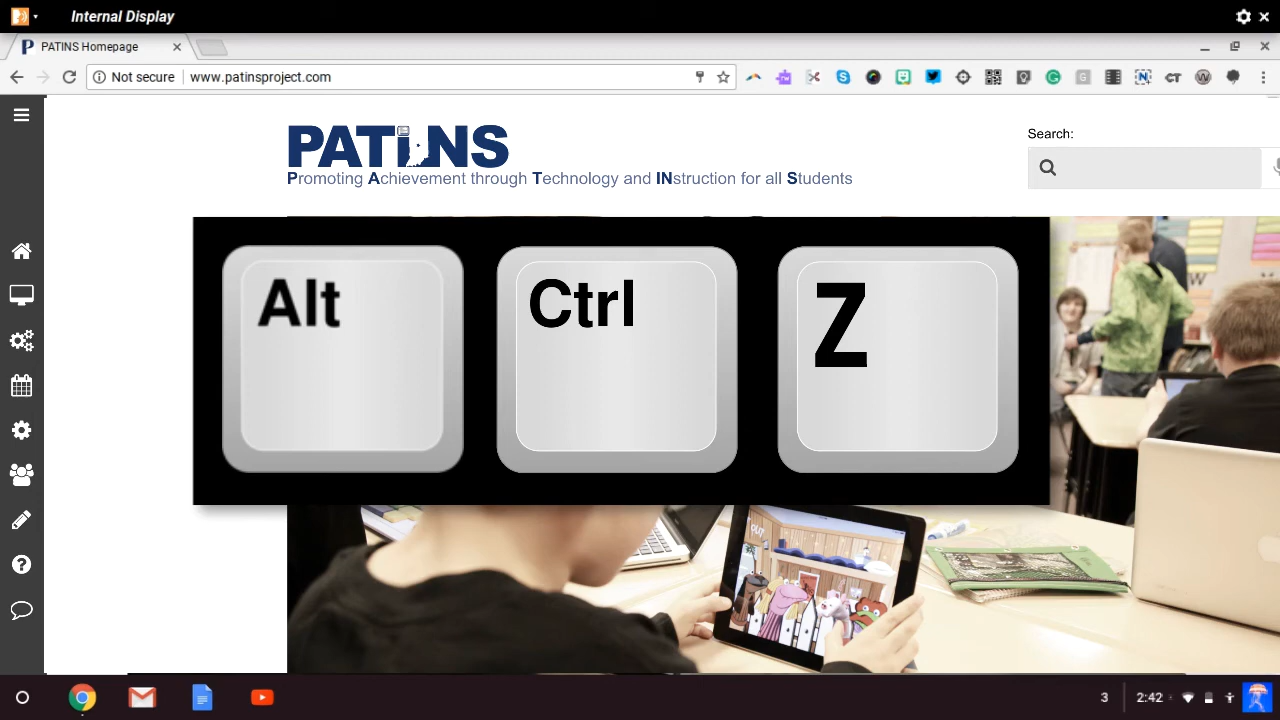 Internal Display
PATINS Homepage
Not secure
www.patinsproject.com
PATiNS
Search:
Promoting Achievement through Technology and INstruction for all Students
Alt
Ctrl
Z
3
2:42